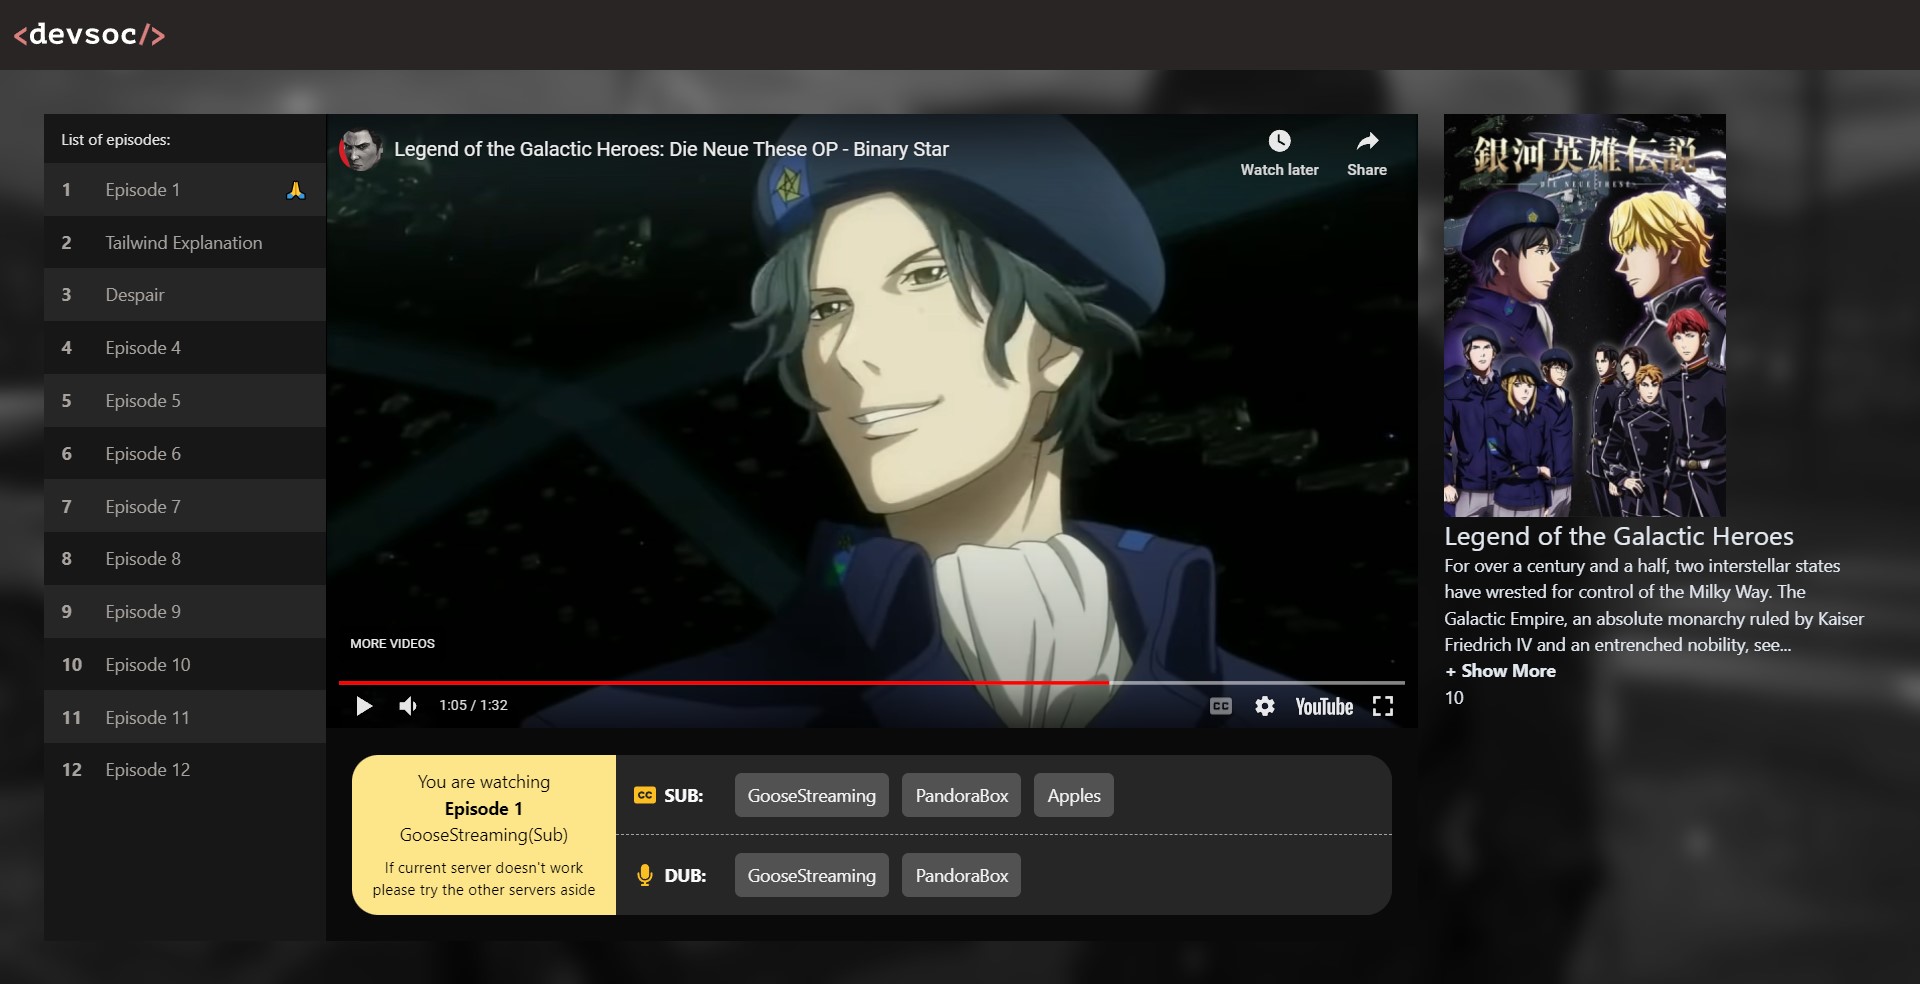 <devsoc/>
List of episodes:
1 Episode 1 🙏
2 Tailwind Explanation
3 Despair
4 Episode 4
5 Episode 5
6 Episode 6
7 Episode 7
8 Episode 8
9 Episode 9
10 Episode 10
11 Episode 11
12 Episode 12
Legend of the Galactic Heroes: Die Neue These OP - Binary Star
Watch later
Share
MORE VIDEOS
1:05 / 1:32
CC
YouTube
You are watching
Episode 1
GooseStreaming(Sub)
If current server doesn't work
please try the other servers aside
CC SUB: GooseStreaming PandoraBox Apples
DUB: GooseStreaming PandoraBox
銀河英雄伝説
DIE NEUE THESE
Legend of the Galactic Heroes
For over a century and a half, two interstellar states
have wrested for control of the Milky Way. The
Galactic Empire, an absolute monarchy ruled by Kaiser
Friedrich IV and an entrenched nobility, see...
+ Show More
10